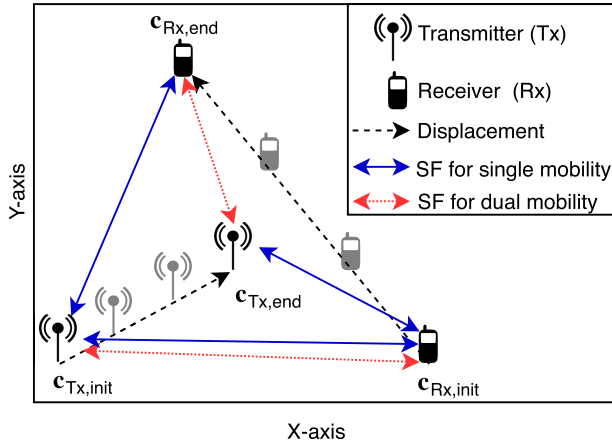 c_Rx,end
Transmitter (Tx)
Receiver (Rx)
Displacement
SF for single mobility
SF for dual mobility
Y-axis
c_Tx,end
c_Tx,init
c_Rx,init
X-axis